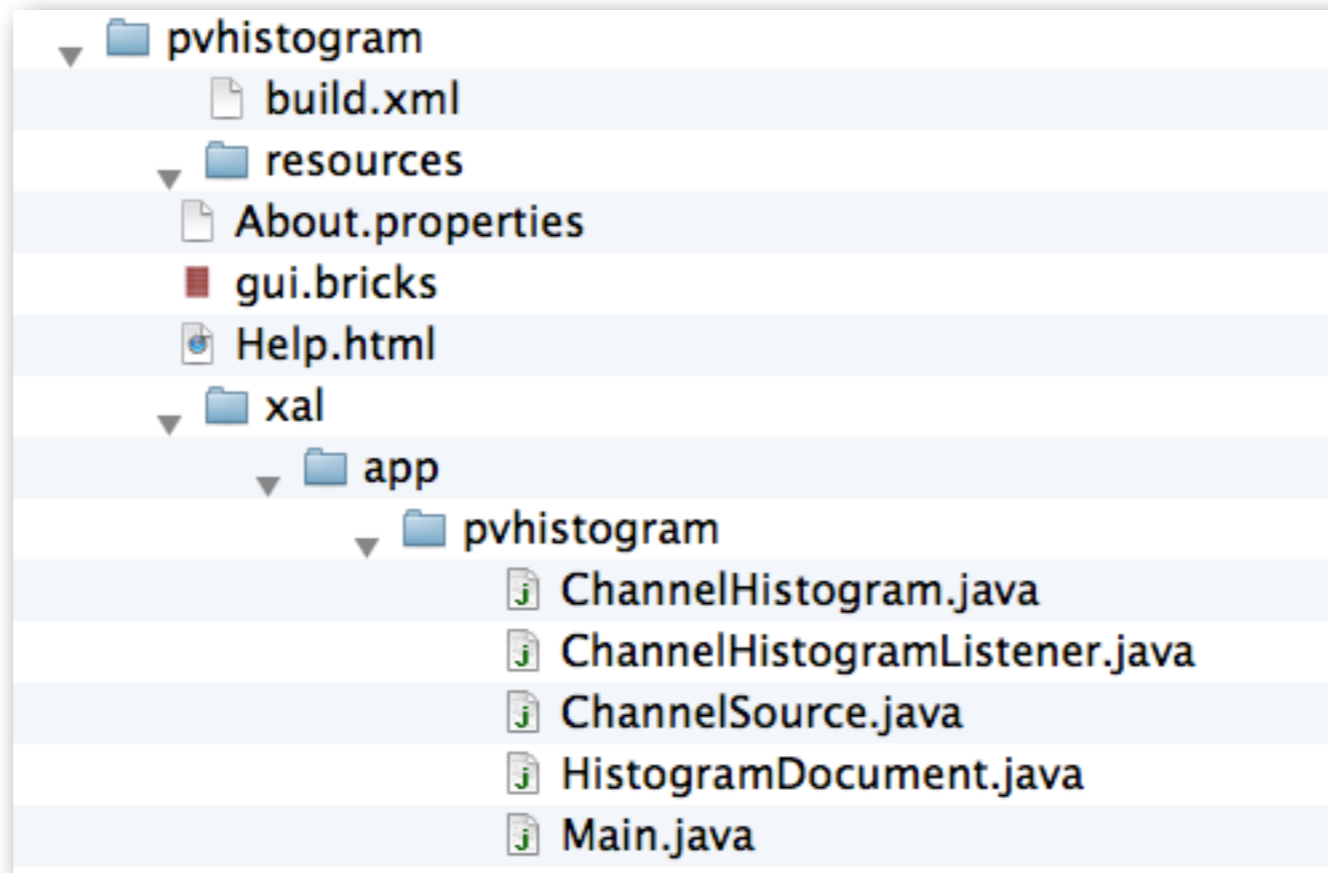 pvhistogram
build.xml
resources
About.properties
gui.bricks
Help.html
xal
app
pvhistogram
ChannelHistogram.java
ChannelHistogramListener.java
ChannelSource.java
HistogramDocument.java
Main.java